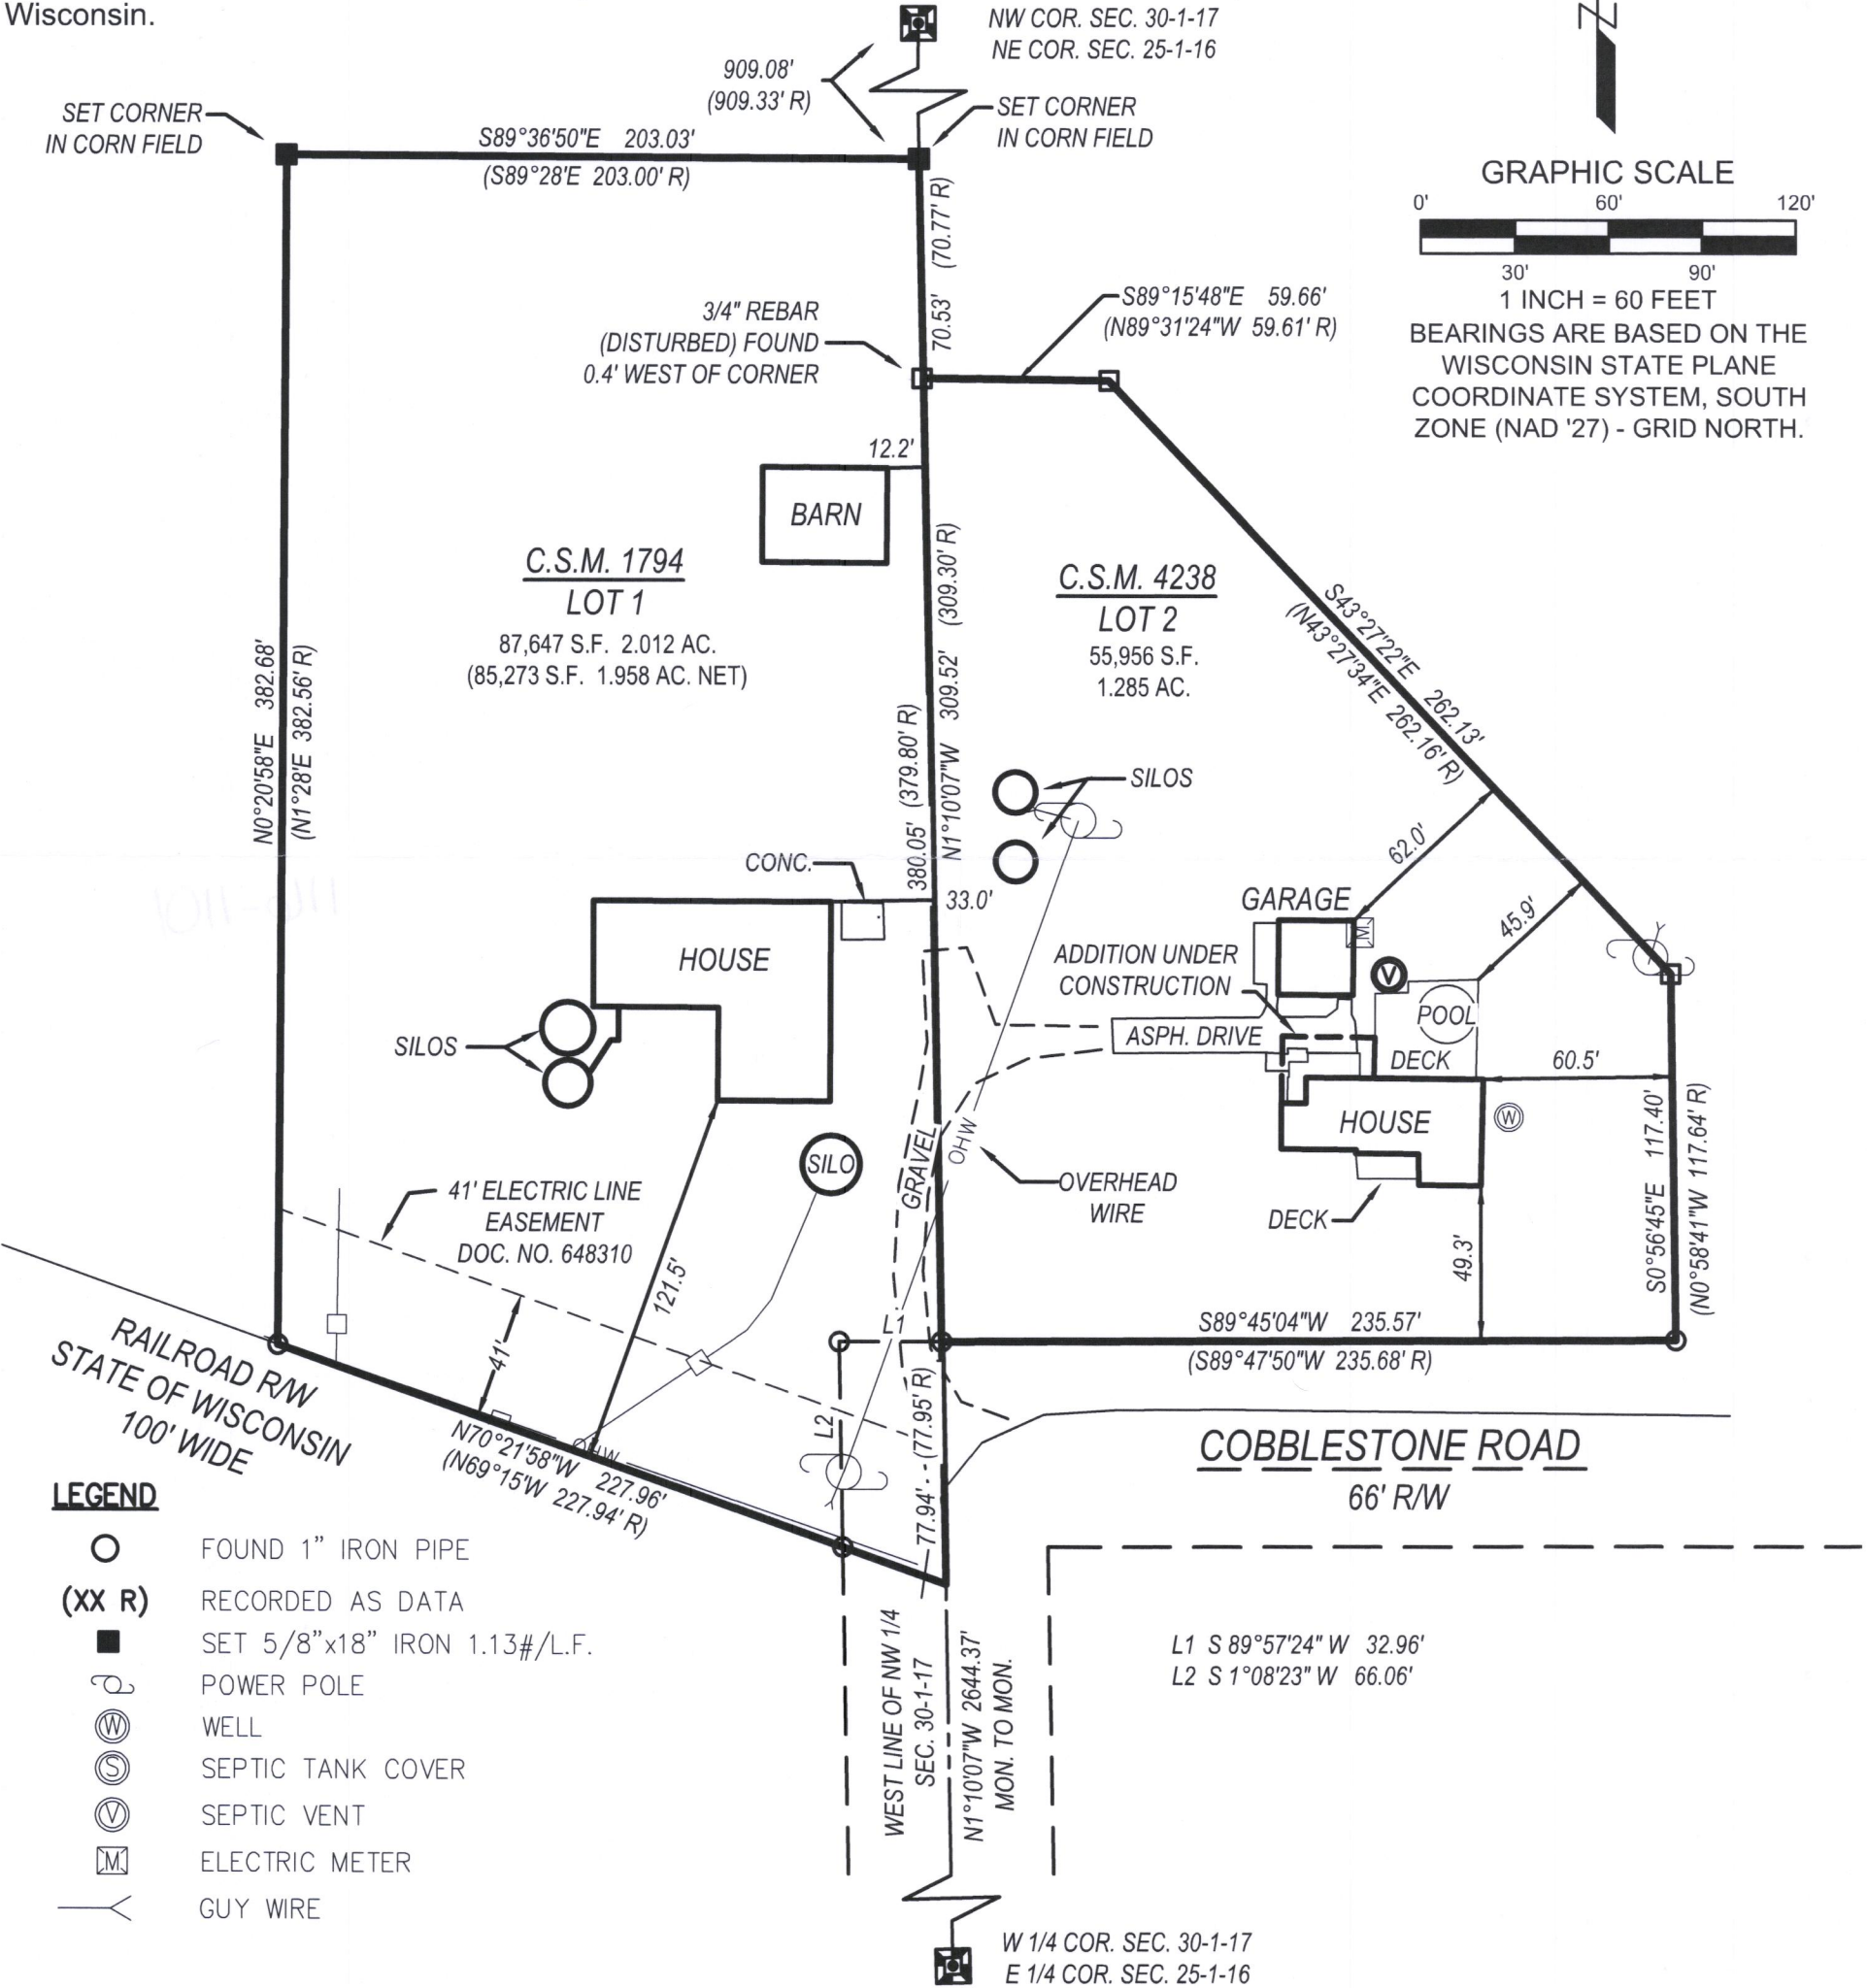 Wisconsin.
NW COR. SEC. 30-1-17
NE COR. SEC. 25-1-16
909.08'
(909.33' R)
SET CORNER
IN CORN FIELD
SET CORNER
IN CORN FIELD
S89°36'50"E 203.03'
(S89°28'E 203.00' R)
GRAPHIC SCALE
0' 60' 120'
30' 90'
1 INCH = 60 FEET
BEARINGS ARE BASED ON THE
WISCONSIN STATE PLANE
COORDINATE SYSTEM, SOUTH
ZONE (NAD '27) - GRID NORTH.
70.53' (70.77' R)
3/4" REBAR
(DISTURBED) FOUND
0.4' WEST OF CORNER
S89°15'48"E 59.66'
(N89°31'24"W 59.61' R)
12.2'
BARN
C.S.M. 1794
LOT 1
87,647 S.F. 2.012 AC.
(85,273 S.F. 1.958 AC. NET)
C.S.M. 4238
LOT 2
55,956 S.F.
1.285 AC.
N0°20'58"E 382.68'
(N1°28'E 382.56' R)
380.05' (379.80' R)
N1°10'07"W 309.52' (309.30' R)
S43°27'22"E 262.13'
(N43°27'34"E 262.16' R)
SILOS
62.0'
45.9'
CONC.
33.0'
GARAGE
M
HOUSE
ADDITION UNDER
CONSTRUCTION
V
POOL
SILOS
ASPH. DRIVE
DECK
60.5'
HOUSE
W
SILO
GRAVEL
OHW
OVERHEAD
WIRE
DECK
49.3'
S0°56'45"E 117.40'
(N0°58'41"W 117.64' R)
41' ELECTRIC LINE
EASEMENT
DOC. NO. 648310
121.5'
41'
L1
S89°45'04"W 235.57'
(S89°47'50"W 235.68' R)
RAILROAD R/W
STATE OF WISCONSIN
100' WIDE
OHW
N70°21'58"W 227.96'
(N69°15'W 227.94' R)
L2
77.94' (77.95' R)
COBBLESTONE ROAD
66' R/W
LEGEND
FOUND 1" IRON PIPE
(XX R) RECORDED AS DATA
SET 5/8"x18" IRON 1.13#/L.F.
POWER POLE
W WELL
S SEPTIC TANK COVER
V SEPTIC VENT
M ELECTRIC METER
GUY WIRE
L1 S 89°57'24" W 32.96'
L2 S 1°08'23" W 66.06'
WEST LINE OF NW 1/4
SEC. 30-1-17
N1°10'07"W 2644.37'
MON. TO MON.
W 1/4 COR. SEC. 30-1-17
E 1/4 COR. SEC. 25-1-16